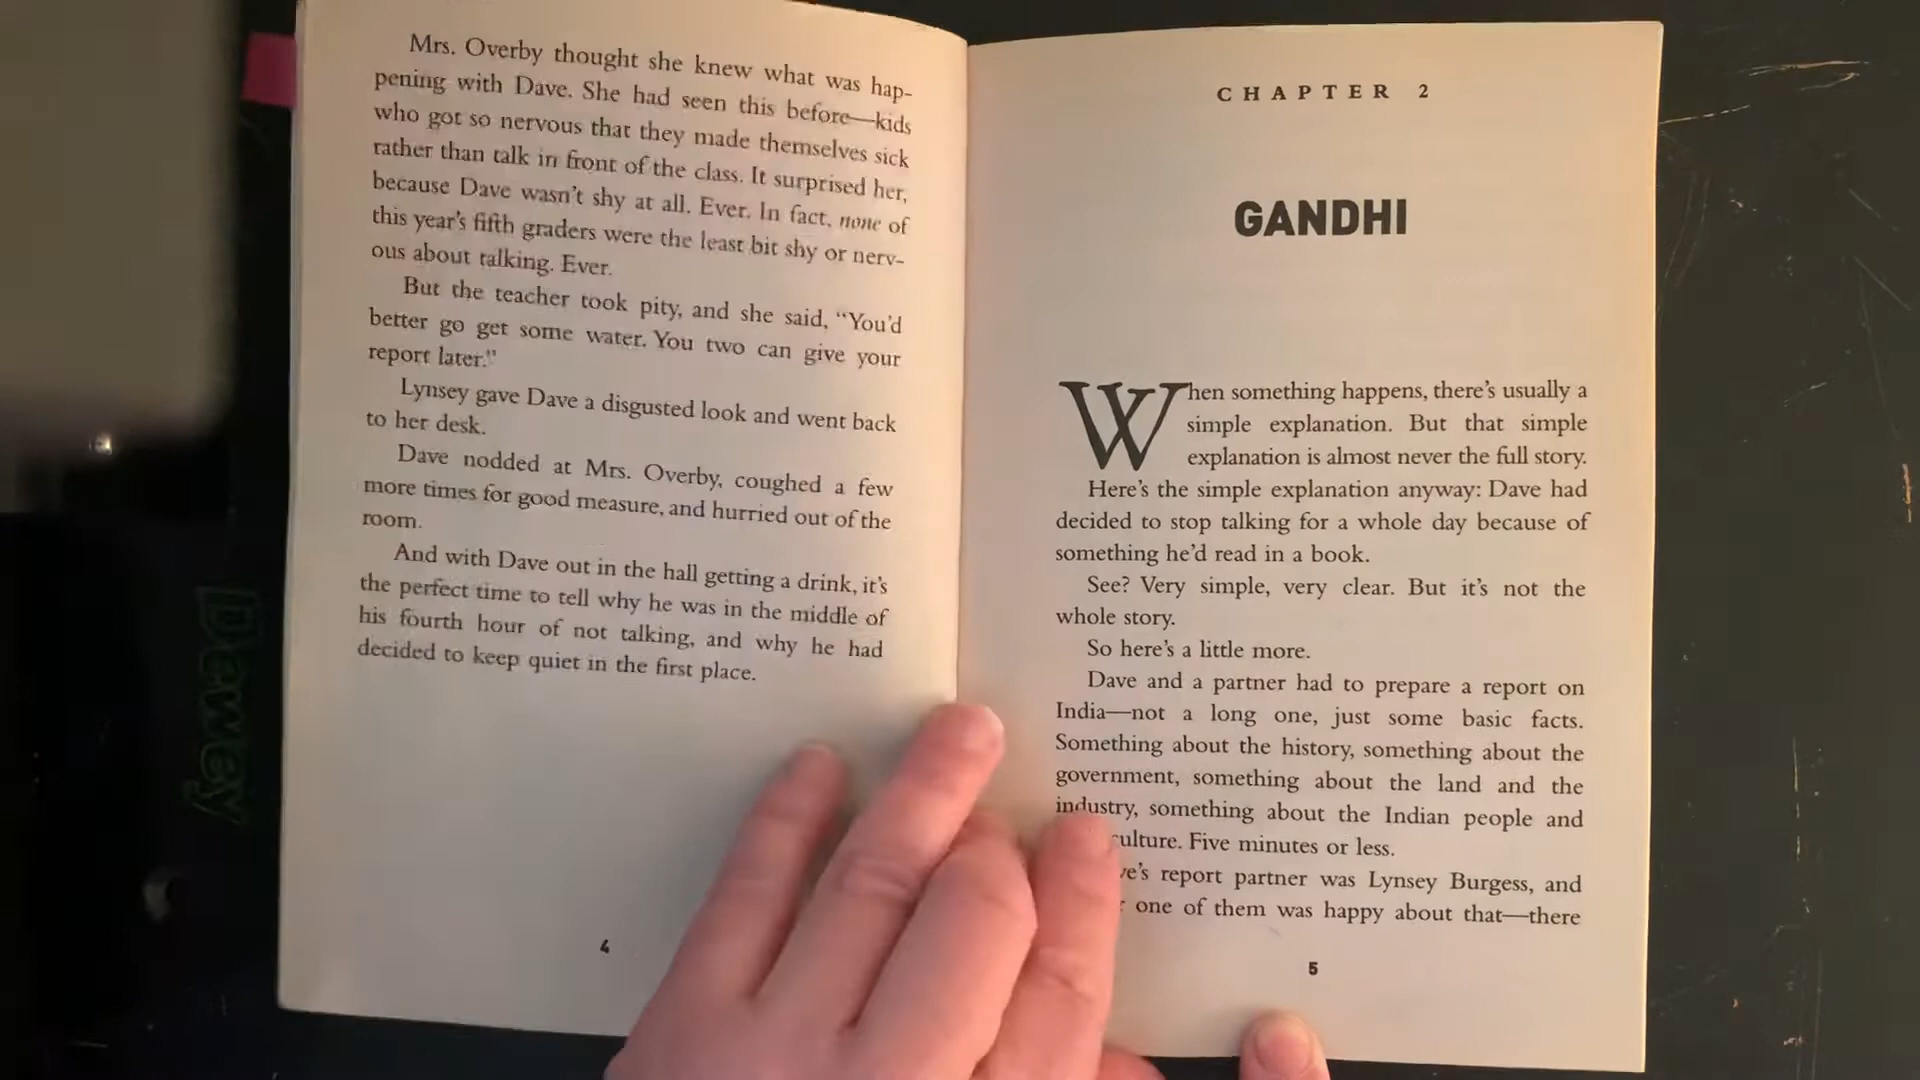 Mrs. Overby thought she knew what was hap-
pening with Dave. She had seen this before—kids
who got so nervous that they made themselves sick
rather than talk in front of the class. It surprised her,
because Dave wasn't shy at all. Ever. In fact, none of
this year's fifth graders were the least bit shy or nerv-
ous about talking. Ever.
But the teacher took pity, and she said, "You'd
better go get some water. You two can give your
report later."
Lynsey gave Dave a disgusted look and went back
to her desk.
Dave nodded at Mrs. Overby, coughed a few
more times for good measure, and hurried out of the
room.
And with Dave out in the hall getting a drink, it's
the perfect time to tell why he was in the middle of
his fourth hour of not talking, and why he had
decided to keep quiet in the first place.
4
CHAPTER 2
GANDHI
When something happens, there's usually a
simple explanation. But that simple
explanation is almost never the full story.
Here's the simple explanation anyway: Dave had
decided to stop talking for a whole day because of
something he'd read in a book.
See? Very simple, very clear. But it's not the
whole story.
So here's a little more.
Dave and a partner had to prepare a report on
India—not a long one, just some basic facts.
Something about the history, something about the
government, something about the land and the
industry, something about the Indian people and
culture. Five minutes or less.
report partner was Lynsey Burgess, and
one of them was happy about that—there
5
Dewey